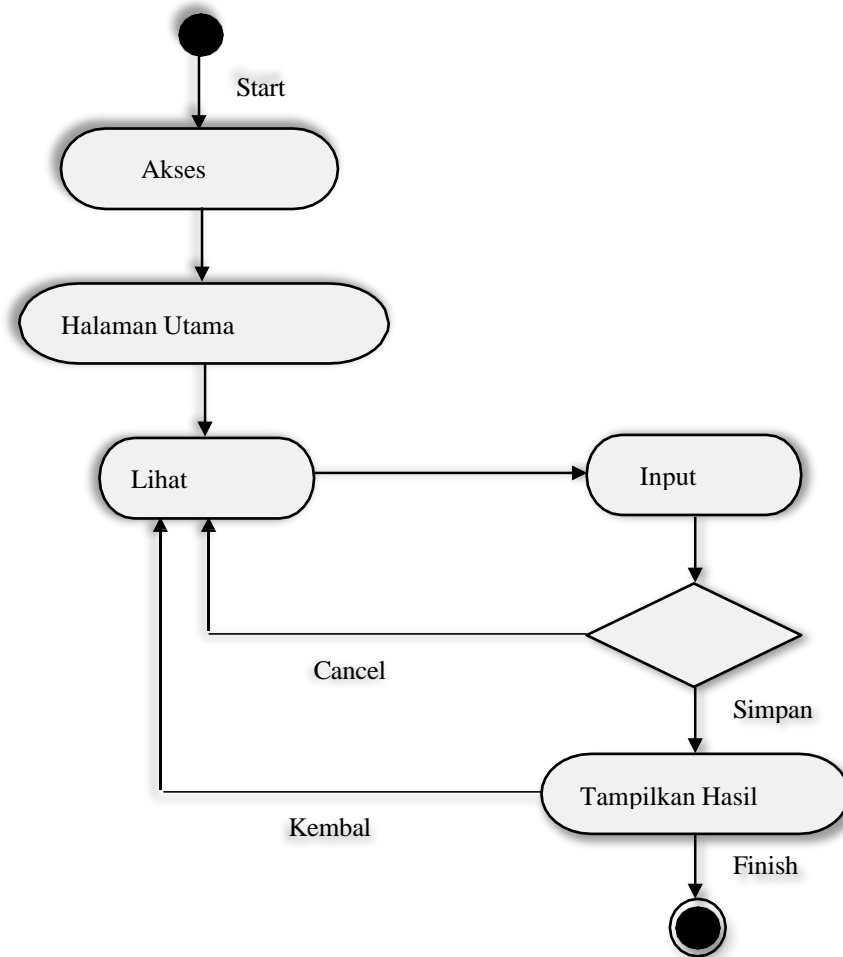 Start
Akses
Halaman Utama
Lihat
Input
Cancel
Simpan
Tampilkan Hasil
Kembal
Finish